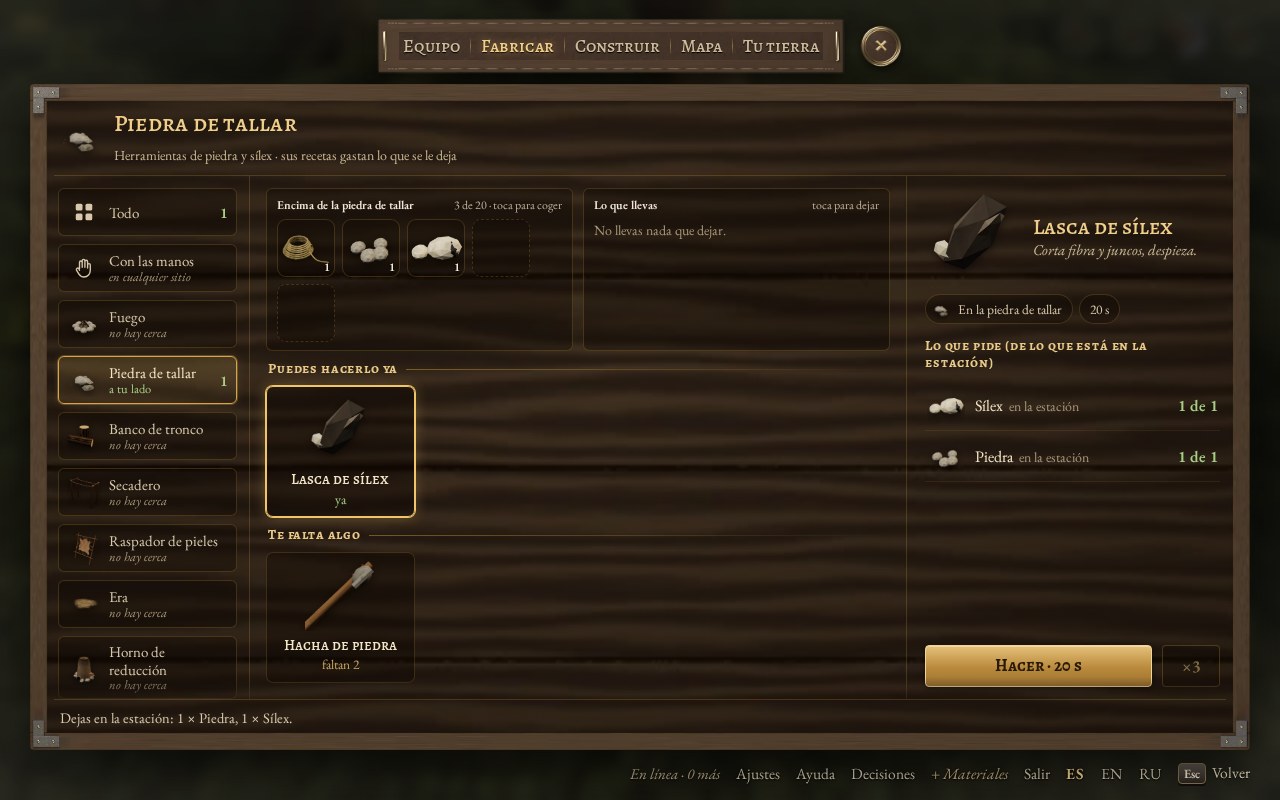 Equipo Fabricar Construir Mapa Tu tierra ×
Piedra de tallar
Herramientas de piedra y sílex · sus recetas gastan lo que se le deja
Todo 1
Con las manos
en cualquier sitio
Fuego
no hay cerca
Piedra de tallar 1
a tu lado
Banco de tronco
no hay cerca
Secadero
no hay cerca
Raspador de pieles
no hay cerca
Era
no hay cerca
Horno de
reducción
no hay cerca
Encima de la piedra de tallar 3 de 20 · toca para coger
1 1 1
Lo que llevas toca para dejar
No llevas nada que dejar.
Puedes hacerlo ya
Lasca de sílex
ya
Te falta algo
Hacha de piedra
faltan 2
Lasca de sílex
Corta fibra y juncos, despieza.
En la piedra de tallar 20 s
Lo que pide (de lo que está en la
estación)
Sílex en la estación 1 de 1
Piedra en la estación 1 de 1
Hacer · 20 s ×3
Dejas en la estación: 1 × Piedra, 1 × Sílex.
En línea · 0 más Ajustes Ayuda Decisiones + Materiales Salir ES EN RU Esc Volver